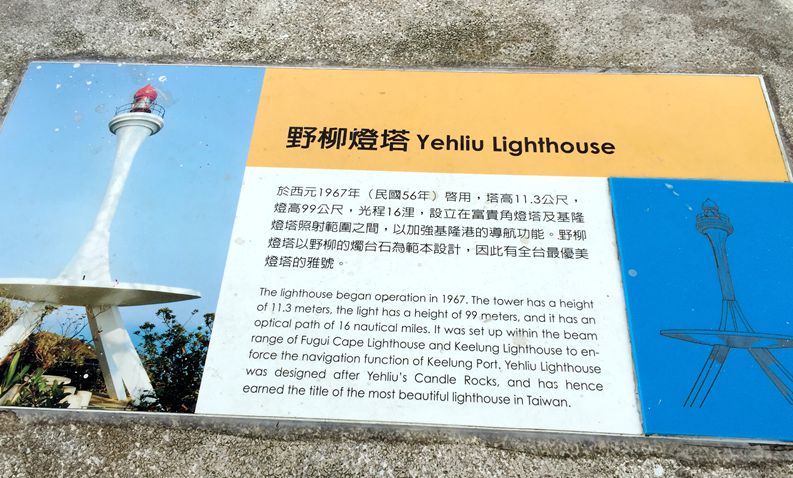 野柳燈塔 Yehliu Lighthouse
於西元1967年（民國56年）啓用，塔高11.3公尺，
燈高99公尺，光程16浬，設立在富貴角燈塔及基隆
燈塔照射範圍之間，以加強基隆港的導航功能。野柳
燈塔以野柳的燭台石為範本設計，因此有全台最優美
燈塔的雅號。
The lighthouse began operation in 1967. The tower has a height
of 11.3 meters, the light has a height of 99 meters, and it has an
optical path of 16 nautical miles. It was set up within the beam
range of Fugui Cape Lighthouse and Keelung Lighthouse to en-
force the navigation function of Keelung Port. Yehliu Lighthouse
was designed after Yehliu's Candle Rocks, and has hence
earned the title of the most beautiful lighthouse in Taiwan.